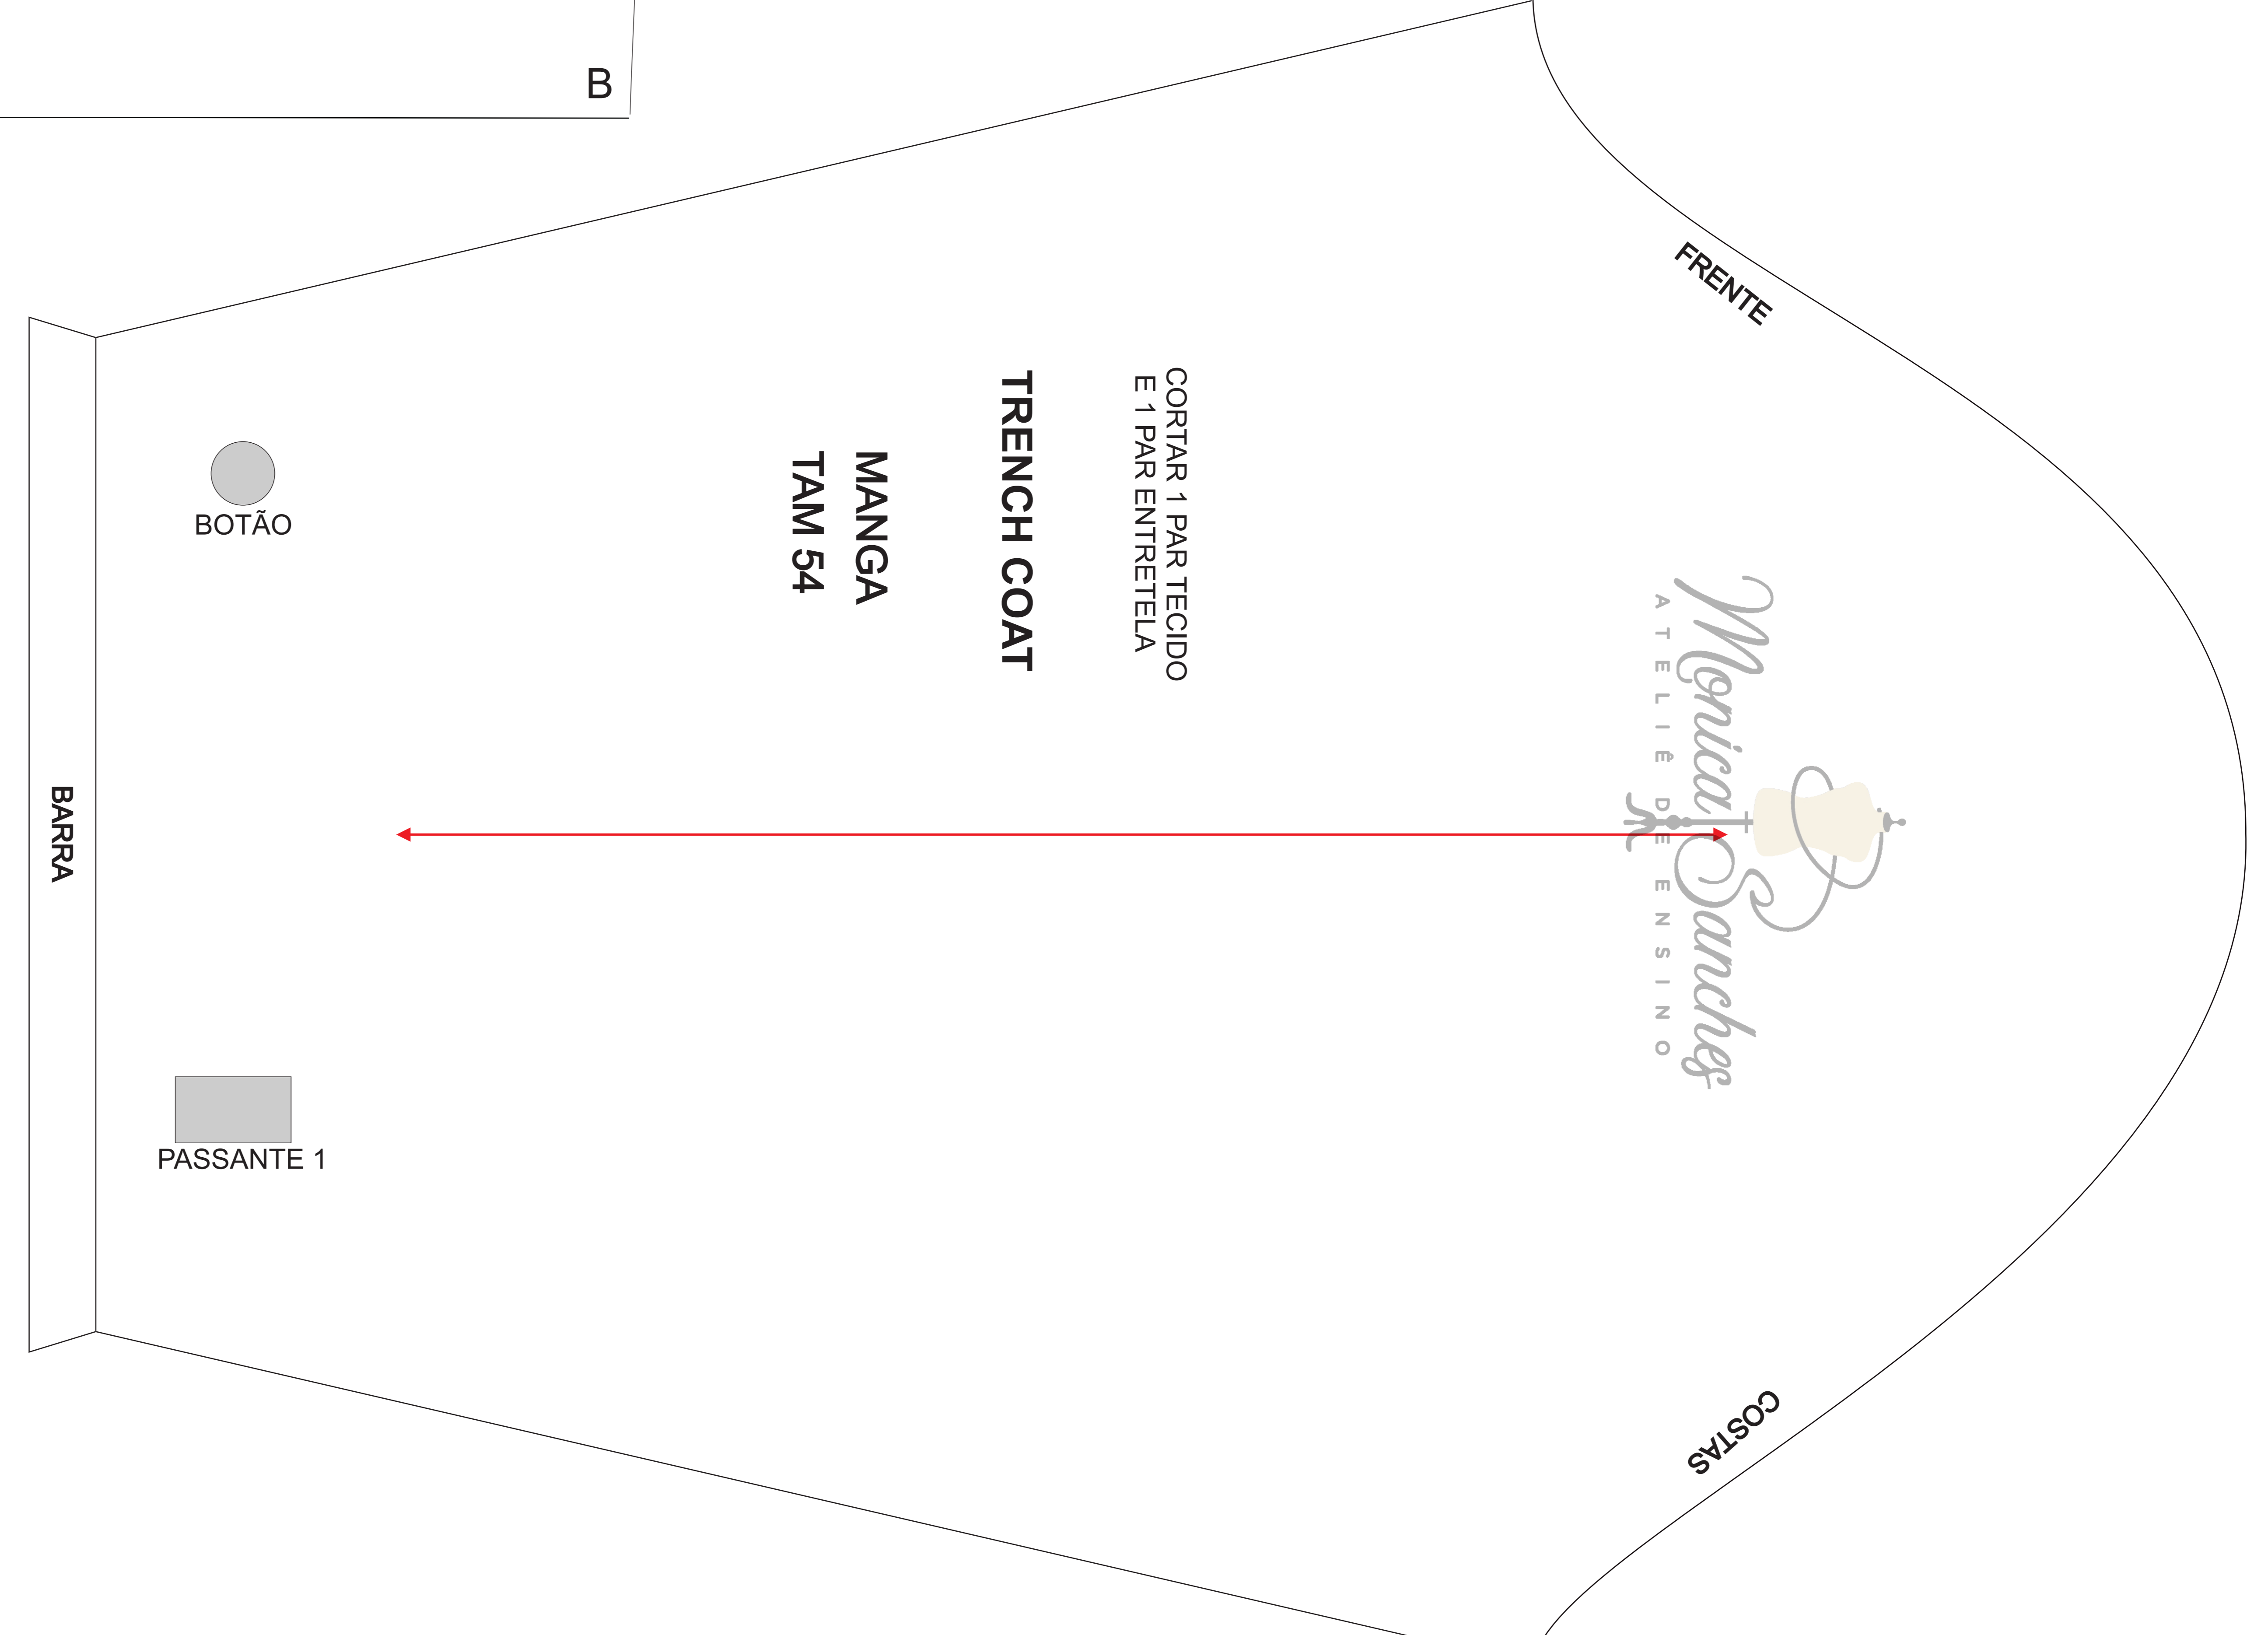 B
FRENTE
CORTAR 1 PAR TECIDO
E 1 PAR ENTRETELA
TRENCH COAT
MANGA
TAM 54
BOTÃO
Monica Sanches
ATELIÊ DE ENSINO
BARRA
PASSANTE 1
COSTAS